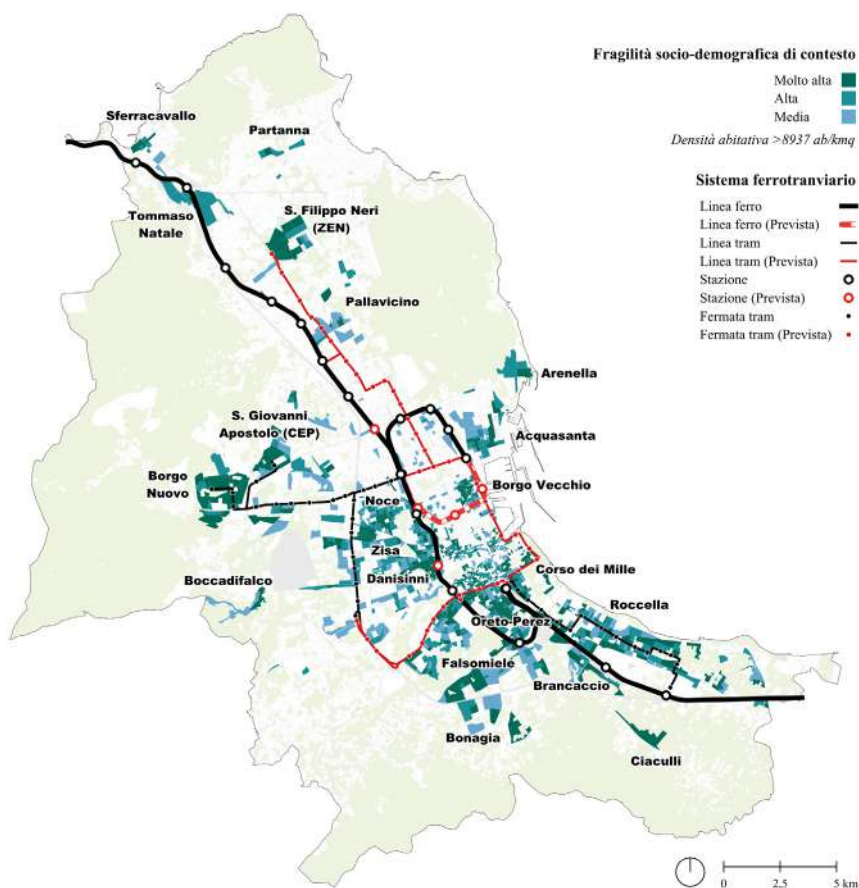 Fragilità socio-demografica di contesto
Molto alta
Alta
Media
Densità abitativa >8937 ab/kmq
Sistema ferrotranviario
Linea ferro
Linea ferro (Prevista)
Linea tram
Linea tram (Prevista)
Stazione
Stazione (Prevista)
Fermata tram
Fermata tram (Prevista)
Sferracavallo
Partanna
Tommaso
Natale
S. Filippo Neri
(ZEN)
Pallavicino
Arenella
S. Giovanni
Apostolo (CEP)
Acquasanta
Borgo
Nuovo
Borgo Vecchio
Noce
Zisa
Danisinni
Corso dei Mille
Boccadifalco
Roccella
Oreto-Perez
Falsomiele
Brancaccio
Bonagia
Ciaculli
0 2,5 5 km